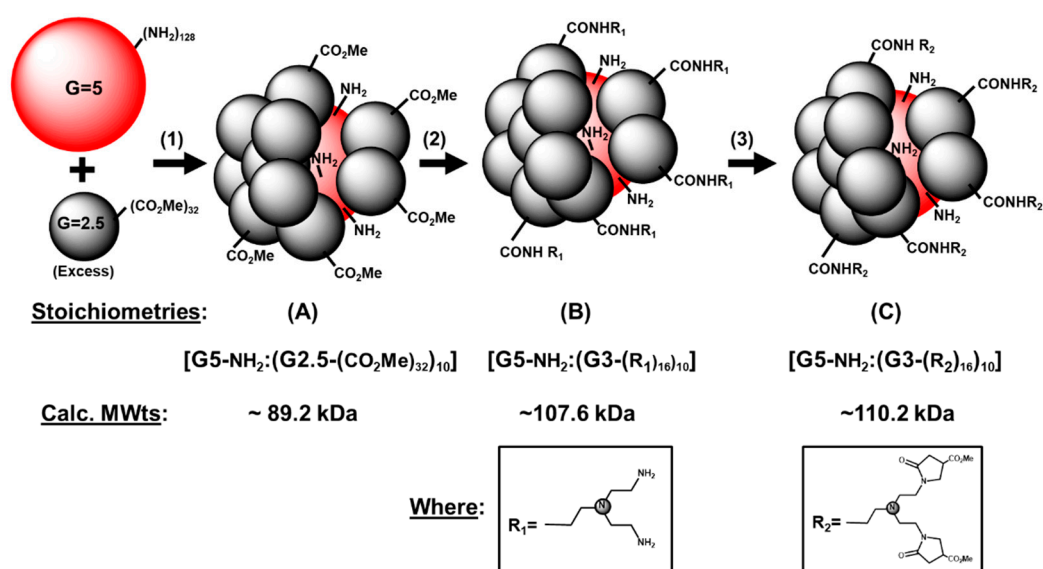 G=5
(NH₂)₁₂₈
+
G=2.5
(CO₂Me)₃₂
(Excess)
(1)
CO₂Me
NH₂
CO₂Me
NH₂
NH₂
CO₂Me
CO₂Me
CO₂Me
(2)
CONHR₁
NH₂
CONHR₁
NH₂
CONHR₁
NH₂
CONHR₁
CONH R₁
(3)
CONH R₂
NH₂
CONHR₂
NH₂
CONHR₂
NH₂
CONHR₂
CONHR₂
Stoichiometries: (A) (B) (C)
[G5-NH₂:(G2.5-(CO₂Me)₃₂)₁₀] [G5-NH₂:(G3-(R₁)₁₆)₁₀] [G5-NH₂:(G3-(R₂)₁₆)₁₀]
Calc. MWts: ~ 89.2 kDa ~107.6 kDa ~110.2 kDa
Where:
R₁=
N
NH₂
NH₂
R₂=
O
N
CO₂Me
N
O
N
CO₂Me